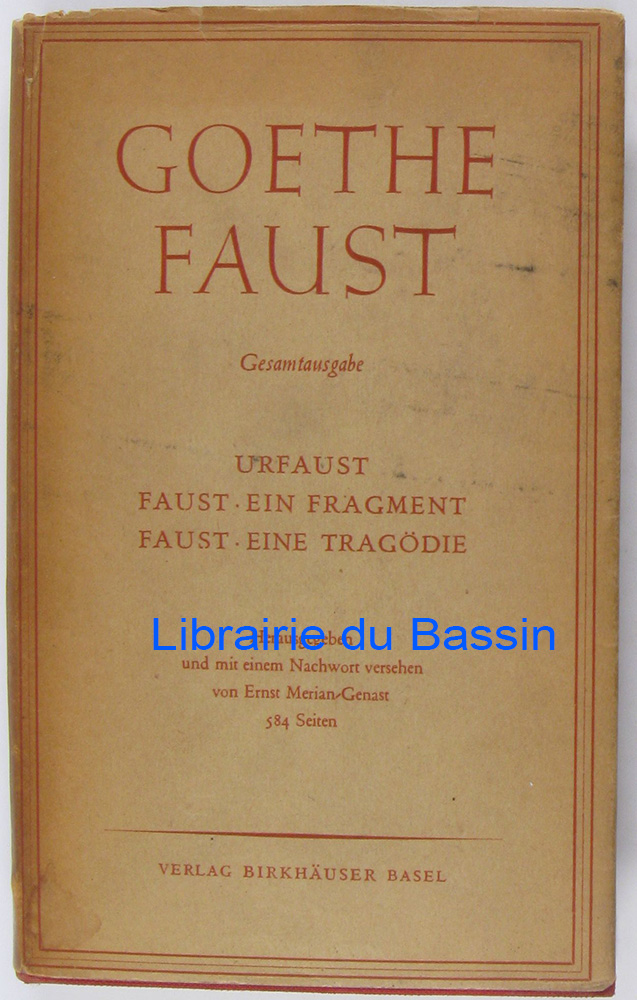 GOETHE
FAUST
Gesamtausgabe
URFAUST
FAUST · EIN FRAGMENT
FAUST · EINE TRAGÖDIE
Librairie du Bassin
Herausgegeben
und mit einem Nachwort versehen
von Ernst Merian-Genast
584 Seiten
VERLAG BIRKHÄUSER BASEL